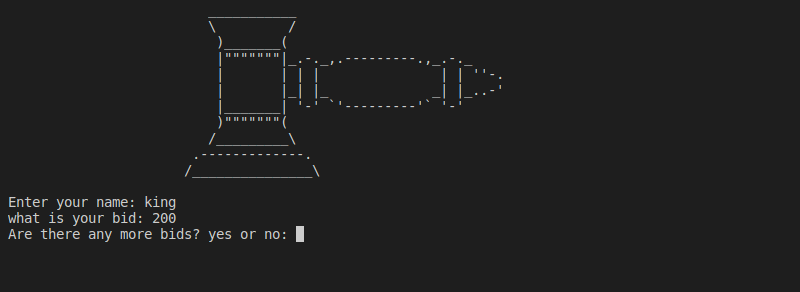 Enter your name: king
what is your bid: 200
Are there any more bids? yes or no: